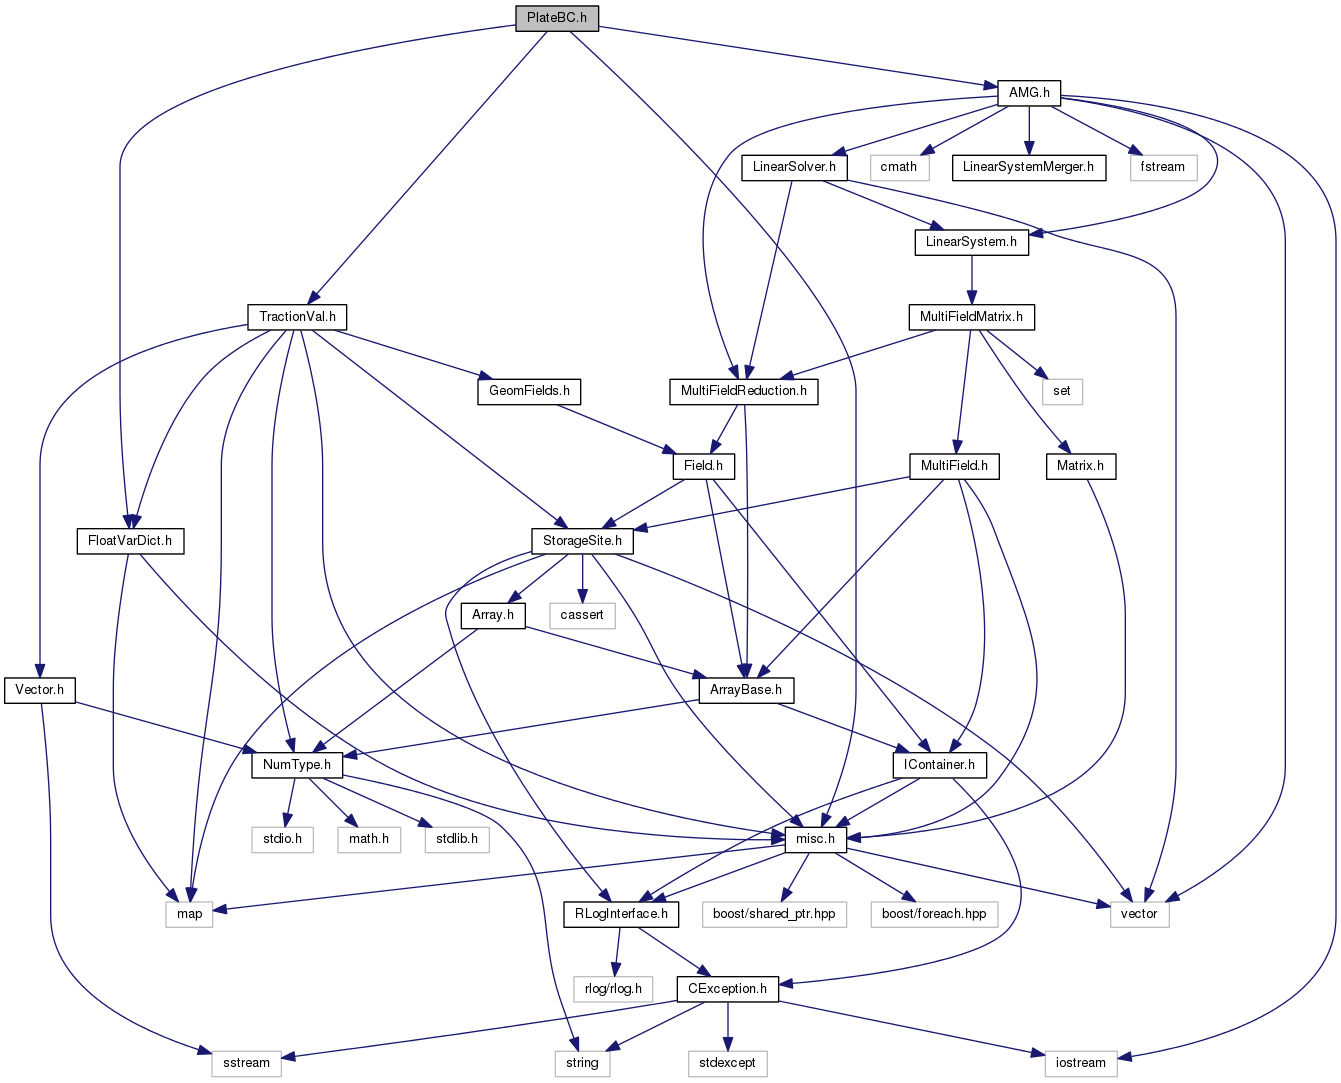 PlateBC.h
AMG.h
LinearSolver.h
cmath
LinearSystemMerger.h
fstream
LinearSystem.h
TractionVal.h
MultiFieldMatrix.h
GeomFields.h
MultiFieldReduction.h
set
Field.h
MultiField.h
Matrix.h
FloatVarDict.h
StorageSite.h
Array.h
cassert
Vector.h
ArrayBase.h
NumType.h
IContainer.h
stdio.h
math.h
stdlib.h
misc.h
map
RLogInterface.h
boost/shared_ptr.hpp
boost/foreach.hpp
vector
rlog/rlog.h
CException.h
sstream
string
stdexcept
iostream